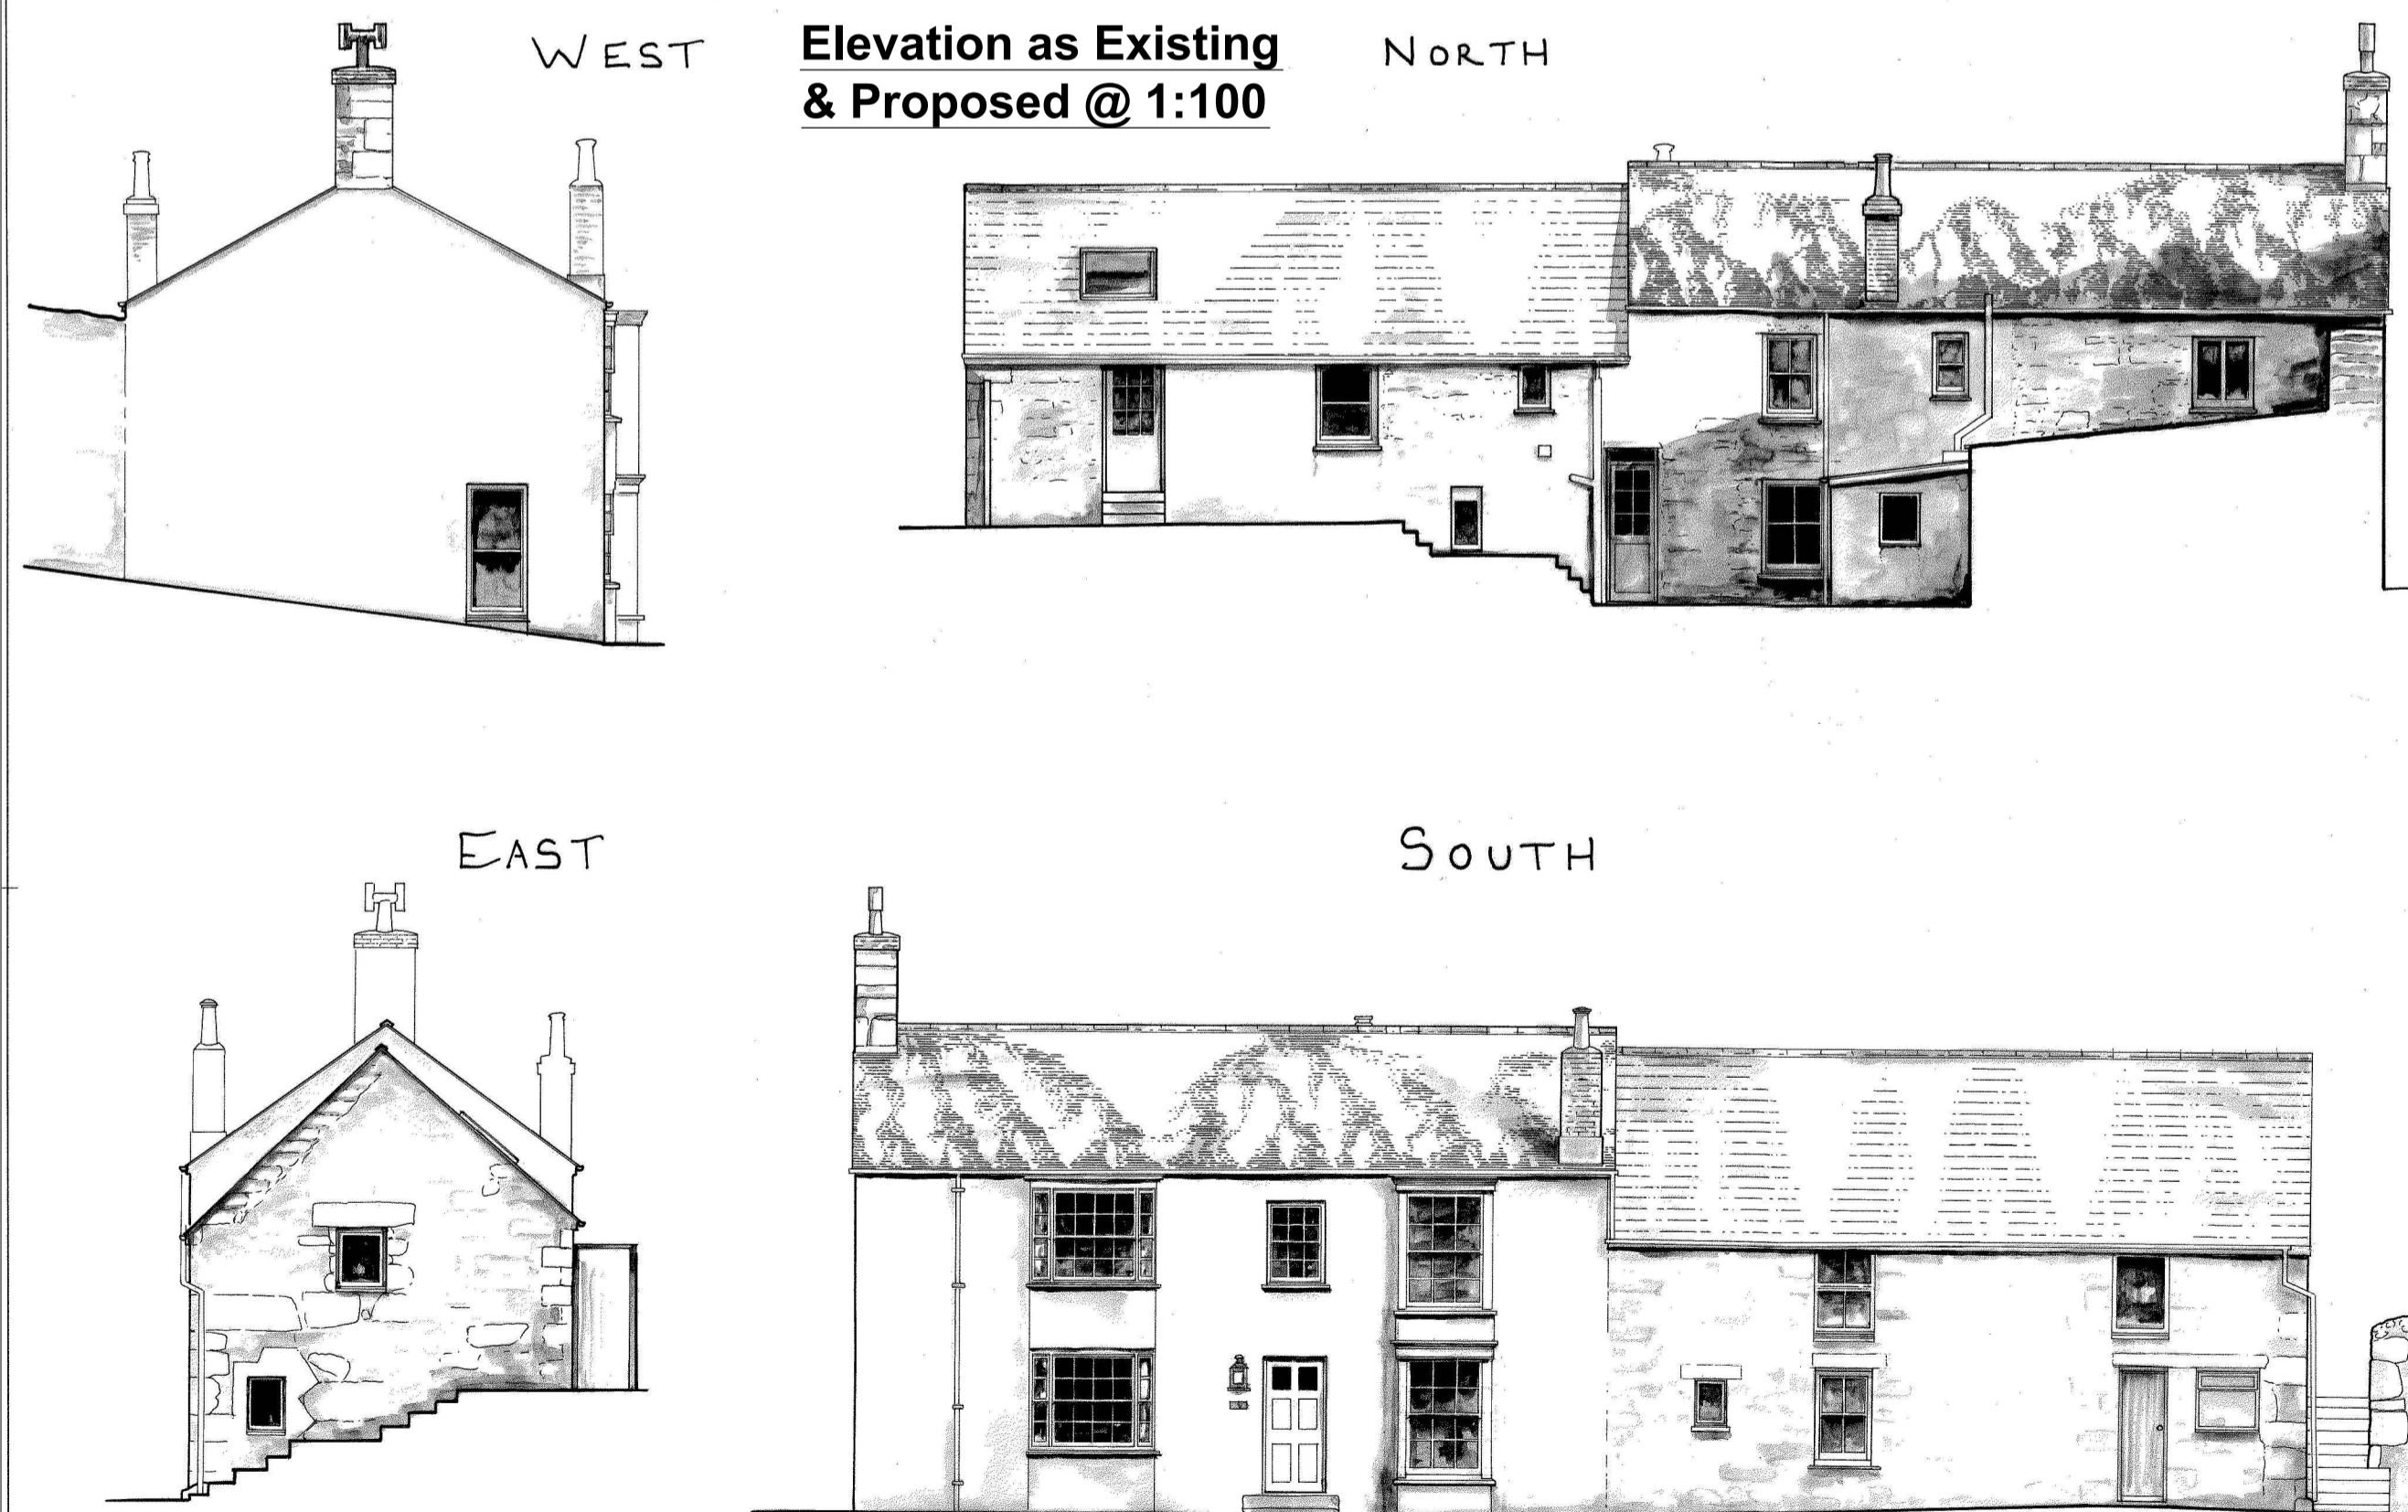 WEST
Elevation as Existing
& Proposed @ 1:100
NORTH
EAST
SOUTH